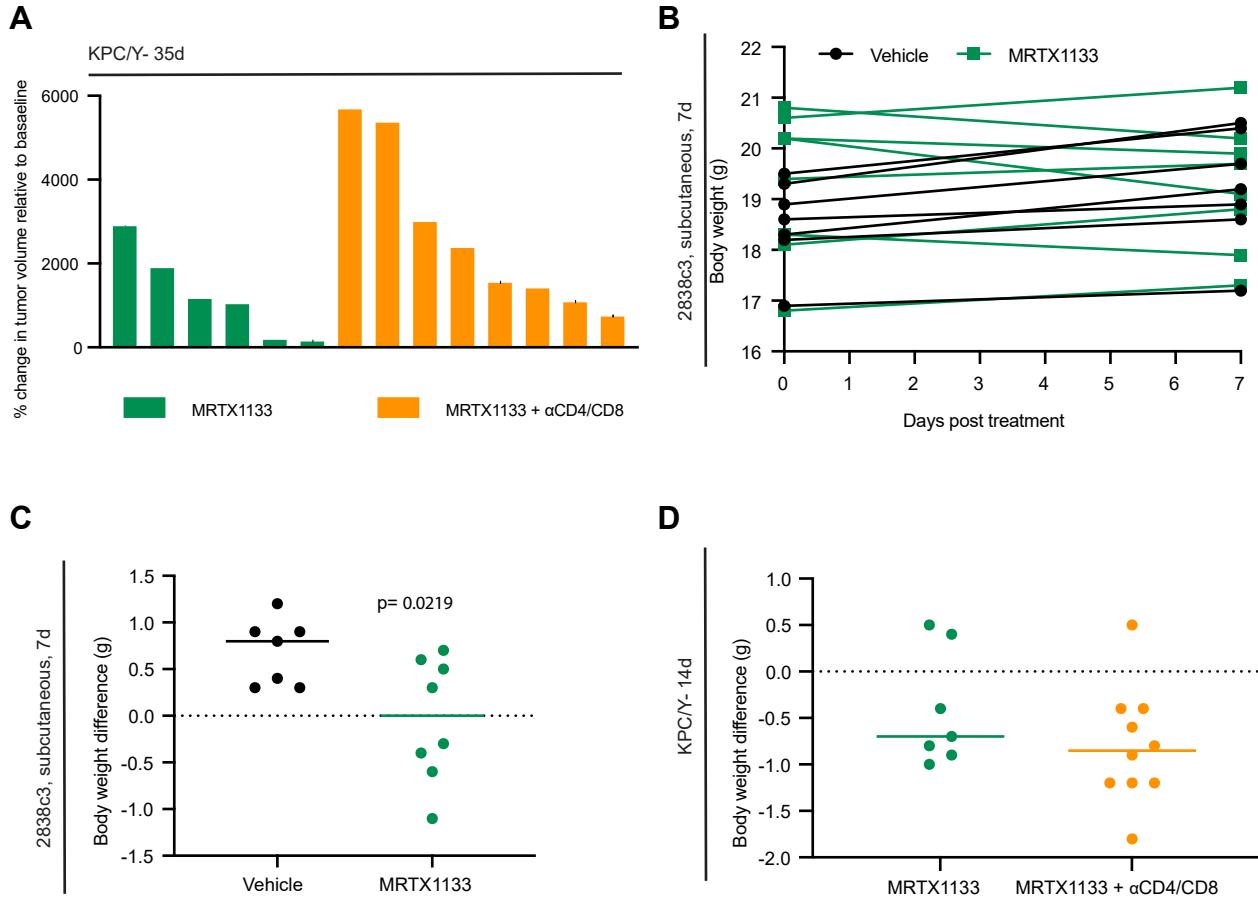 A
KPC/Y- 35d
% change in tumor volume relative to basaeline
6000
4000
2000
0
MRTX1133
MRTX1133 + αCD4/CD8
B
2838c3, subcutaneous, 7d
Body weight (g)
Vehicle
MRTX1133
22
21
20
19
18
17
16
0 1 2 3 4 5 6 7
Days post treatment
C
2838c3, subcutaneous, 7d
Body weight difference (g)
1.5
1.0
0.5
0.0
-0.5
-1.0
-1.5
p= 0.0219
Vehicle MRTX1133
D
KPC/Y- 14d
Body weight difference (g)
1.0
0.5
0.0
-0.5
-1.0
-1.5
-2.0
MRTX1133 MRTX1133 + αCD4/CD8